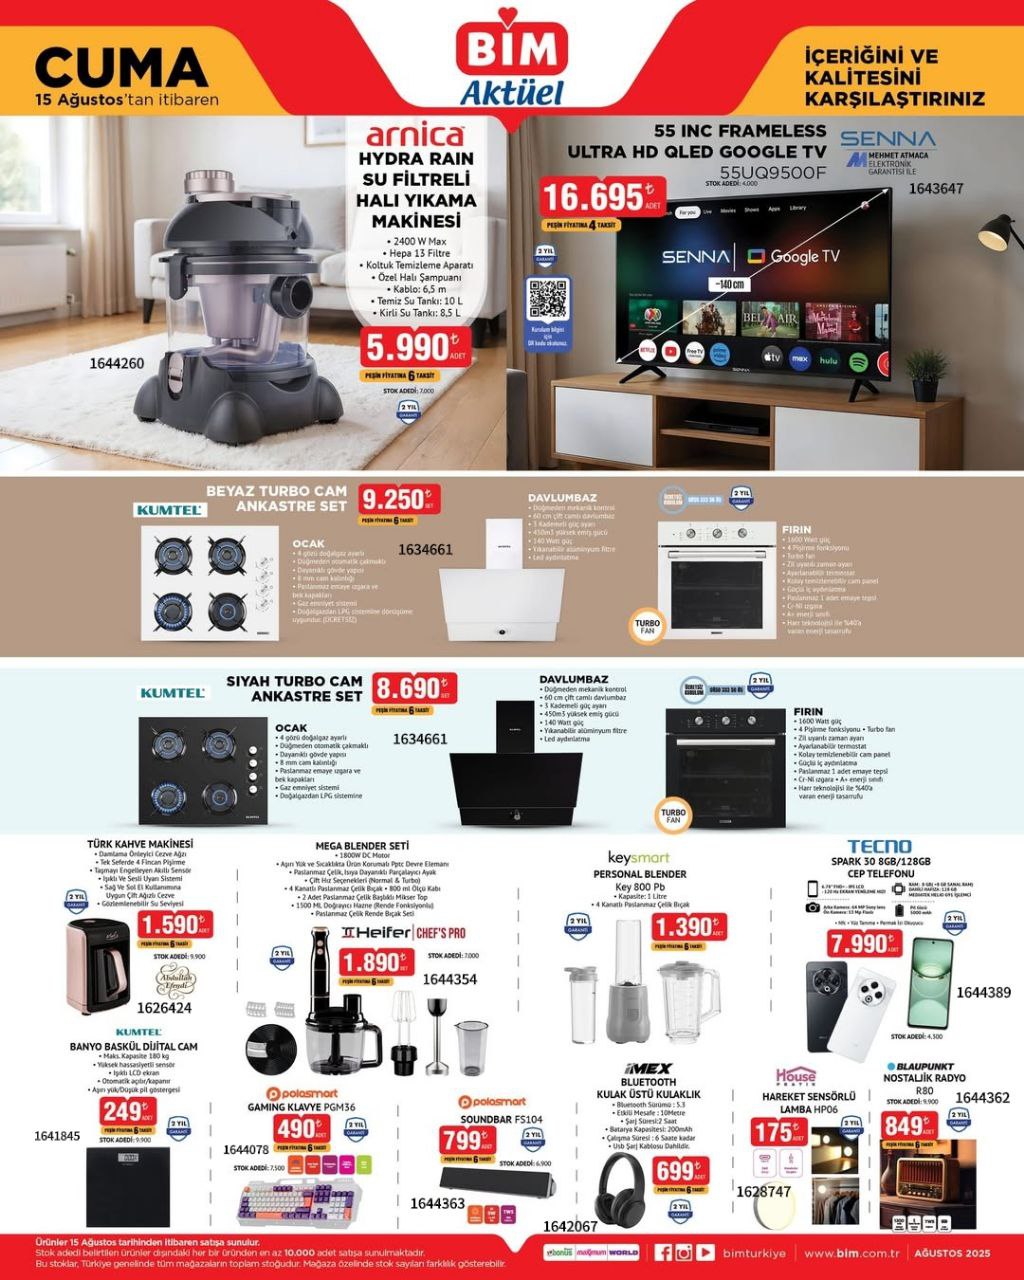 CUMA
15 Ağustos'tan itibaren
BİM
Aktüel
İÇERİĞİNİ VE
KALİTESİNİ
KARŞILAŞTIRINIZ
arnica
HYDRA RAIN
SU FİLTRELİ
HALI YIKAMA
MAKİNESİ
• 2400 W Max
• Hepa 13 Filtre
• Koltuk Temizleme Aparatı
• Özel Halı Şampuanı
• Kablo: 6,5 m
• Temiz Su Tankı: 10 L
• Kirli Su Tankı: 8,5 L
5.990₺
ADET
PEŞİN FİYATINA 6 TAKSİT
STOK ADEDİ: 7.000
2 YIL
GARANTİ
1644260
55 INC FRAMELESS
ULTRA HD QLED GOOGLE TV
55UQ9500F
STOK ADEDİ: 4.000
SENNA
MEHMET ATMACA
ELEKTRONİK
GARANTİSİ İLE
1643647
16.695₺
ADET
PEŞİN FİYATINA 4 TAKSİT
2 YIL
GARANTİ
Kurulum bilgisi
için
QR kodu okutunuz.
For you Live Movies Shows Apps Library
SENNA Google TV
~140 cm
BEL AIR
NETFLIX
Free TV
prime video
tv
max
hulu
SENNA
KUMTEL
BEYAZ TURBO CAM
ANKASTRE SET
9.250₺
SET
PEŞİN FİYATINA 6 TAKSİT
1634661
OCAK
• 4 gözü doğalgaz ayarlı
• Düğmeden otomatik çakmaklı
• Dayanıklı gövde yapısı
• 8 mm cam kalınlığı
• Paslanmaz emaye ızgara ve
bek kapakları
• Gaz emniyet sistemi
• Doğalgazdan LPG sistemine dönüşüme
uygundur. (ÜCRETSİZ)
DAVLUMBAZ
• Düğmeden mekanik kontrol
• 60 cm çift camlı davlumbaz
• 3 Kademeli güç ayarı
• 450m3 yüksek emiş gücü
• 140 Watt güç
• Yıkanabilir alüminyum filtre
• Led aydınlatma
ÜCRETSİZ
KURULUM
0850 333 56 85
2 YIL
GARANTİ
FIRIN
• 1600 Watt güç
• 4 Pişirme fonksiyonu
• Turbo fan
• Zil uyarılı zaman ayarı
• Ayarlanabilir termostat
• Kolay temizlenebilir cam panel
• Güçlü iç aydınlatma
• Paslanmaz 1 adet emaye tepsi
• Cr-Ni ızgara
• A+ enerji sınıfı
• Harr teknolojisi ile %40'a
varan enerji tasarrufu
TURBO
FAN
KUMTEL
SIYAH TURBO CAM
ANKASTRE SET
8.690₺
SET
PEŞİN FİYATINA 6 TAKSİT
1634661
OCAK
• 4 gözü doğalgaz ayarlı
• Düğmeden otomatik çakmaklı
• Dayanıklı gövde yapısı
• 8 mm cam kalınlığı
• Paslanmaz emaye ızgara ve
bek kapakları
• Gaz emniyet sistemi
• Doğalgazdan LPG sistemine
DAVLUMBAZ
• Düğmeden mekanik kontrol
• 60 cm çift camlı davlumbaz
• 3 Kademeli güç ayarı
• 450m3 yüksek emiş gücü
• 140 Watt güç
• Yıkanabilir alüminyum filtre
• Led aydınlatma
ÜCRETSİZ
KURULUM
2 YIL
GARANTİ
FIRIN
• 1600 Watt güç
• 4 Pişirme fonksiyonu • Turbo fan
• Zil uyarılı zaman ayarı
• Ayarlanabilir termostat
• Kolay temizlenebilir cam panel
• Güçlü iç aydınlatma
• Paslanmaz 1 adet emaye tepsi
• Cr-Ni ızgara • A+ enerji sınıfı
• Harr teknolojisi ile %40'a
varan enerji tasarrufu
TURBO
FAN
TÜRK KAHVE MAKİNESİ
• Damlama Önleyici Cezve Ağzı
• Tek Seferde 4 Fincan Pişirme
• Taşmayı Engelleyen Akıllı Sensör
• Işıklı Ve Sesli Uyarı Sistemi
• Sağ Ve Sol El Kullanımına
Uygun Çift Ağızlı Cezve
• Gözlemlenebilir Su Seviyesi
2 YIL
GARANTİ
1.590₺
ADET
PEŞİN FİYATINA 6 TAKSİT
STOK ADEDİ: 9.900
Abdullah
Efendi
1626424
MEGA BLENDER SETİ
• 1800W DC Motor
• Aşırı Yük ve Sıcaklıkta Ürün Korumalı Pptc Devre Elemanı
• Paslanmaz Çelik, Isıya Dayanıklı Parçalayıcı Ayak
• Çift Hız Seçenekleri (Normal & Turbo)
• 4 Kanatlı Paslanmaz Çelik Bıçak • 800 ml Ölçü Kabı
• 2 Adet Paslanmaz Çelik Başlıklı Mikser Top
• 1500 ML Doğrayıcı Hazne (Rende Fonksiyonlu)
• Paslanmaz Çelik Rende Bıçak Seti
Heifer CHEF'S PRO
2 YIL
GARANTİ
1.890₺
ADET
PEŞİN FİYATINA 6 TAKSİT
STOK ADEDİ: 7.000
1644354
keysmart
PERSONAL BLENDER
Key 800 Pb
• Kapasite: 1 Litre
• 4 Kanatlı Paslanmaz Çelik Bıçak
2 YIL
GARANTİ
1.390₺
ADET
PEŞİN FİYATINA 6 TAKSİT
TECNO
SPARK 30 8GB/128GB
CEP TELEFONU
6.78" FHD+ IPS LCD
120 Hz EKRAN YENİLEME HIZI
RAM : 8 GB (+8 GB SANAL RAM)
DAHİLİ HAFIZA: 128 GB
MEDIATEK HELIO G91 İŞLEMCİ
Arka Kamera: 64 MP Sony lens
Ön Kamera: 13 Mp Flash
Pil Gücü
5000 mAh
• Nfc • Yüz Tanıma • Parmak İzi Okuyucu
7.990₺
ADET
PEŞİN FİYATINA 6 TAKSİT
2 YIL
GARANTİ
1644389
STOK ADEDİ: 4.300
KUMTEL
BANYO BASKÜL DİJİTAL CAM
• Maks. Kapasite 180 kg
• Yüksek hassasiyetli sensör
• Işıklı LCD ekran
• Otomatik açılır/kapanır
• Aşırı yük/Düşük pil göstergesi
249₺
ADET
STOK ADEDİ: 9.900
2 YIL
GARANTİ
1641845
polosmart
GAMING KLAVYE PGM36
490₺
ADET
2 YIL
GARANTİ
1644078
STOK ADEDİ: 7.500
polosmart
SOUNDBAR FS104
799₺
ADET
PEŞİN FİYATINA 6 TAKSİT
STOK ADEDİ: 6.900
2 YIL
GARANTİ
1644363
TWS
iMEX
BLUETOOTH
KULAK ÜSTÜ KULAKLIK
• Bluetooth Sürümü : 5.3
• Etkili Mesafe : 10Metre
• Şarj Süresi:2 Saat
• Batarya Kapasitesi: 200mAh
• Çalışma Süresi : 6 Saate kadar
• Usb Şarj Kablosu Dahildir.
699₺
ADET
PEŞİN FİYATINA 6 TAKSİT
2 YIL
GARANTİ
1642067
House
PRATİK
HAREKET SENSÖRLÜ
LAMBA HP06
175₺
ADET
1628747
BLAUPUNKT
NOSTALJİK RADYO
R80
STOK ADEDİ: 9.900
1644362
849₺
ADET
PEŞİN FİYATINA 6 TAKSİT
2 YIL
GARANTİ
TWS
Ürünler 15 Ağustos tarihinden itibaren satışa sunulur.
Stok adedi belirtilen ürünler dışındaki her bir üründen en az 10.000 adet satışa sunulmaktadır.
Bu stoklar, Türkiye genelinde tüm mağazaların toplam stoğudur. Mağaza özelinde stok sayıları farklılık gösterebilir.
bonus maximum WORLD
bimturkiye
www.bim.com.tr
AĞUSTOS 2025